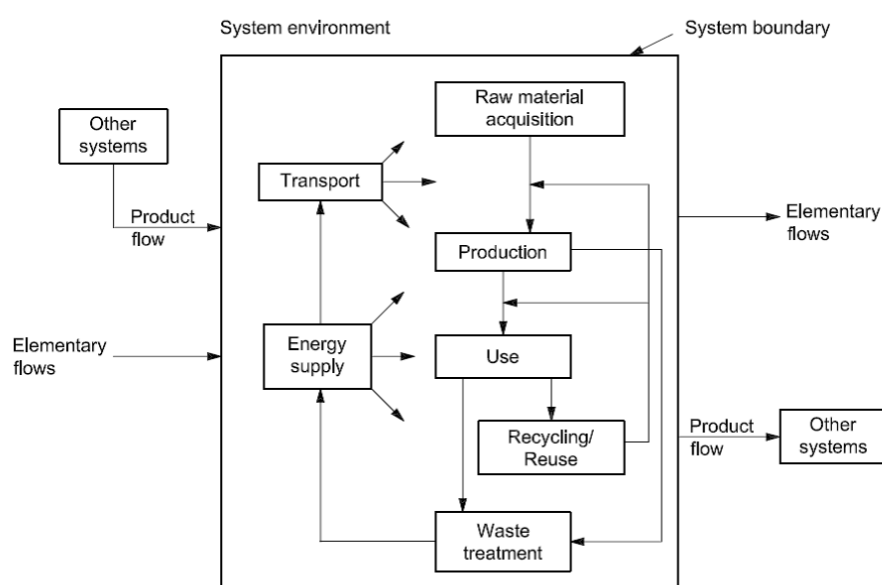 System environment
System boundary
Raw material
acquisition
Other
systems
Transport
Product
flow
Elementary
flows
Production
Elementary
flows
Energy
supply
Use
Product
flow
Other
systems
Recycling/
Reuse
Waste
treatment